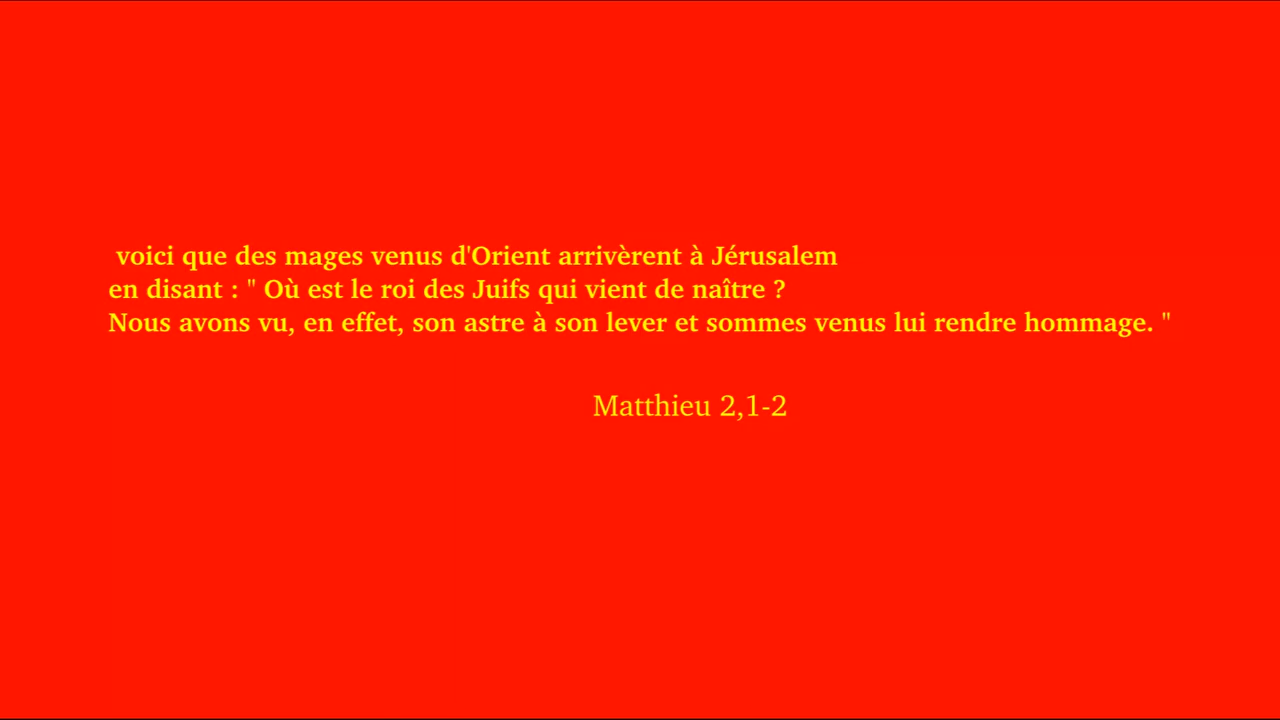 voici que des mages venus d'Orient arrivèrent à Jérusalem
en disant : " Où est le roi des Juifs qui vient de naître ?
Nous avons vu, en effet, son astre à son lever et sommes venus lui rendre hommage. "
Matthieu 2,1-2